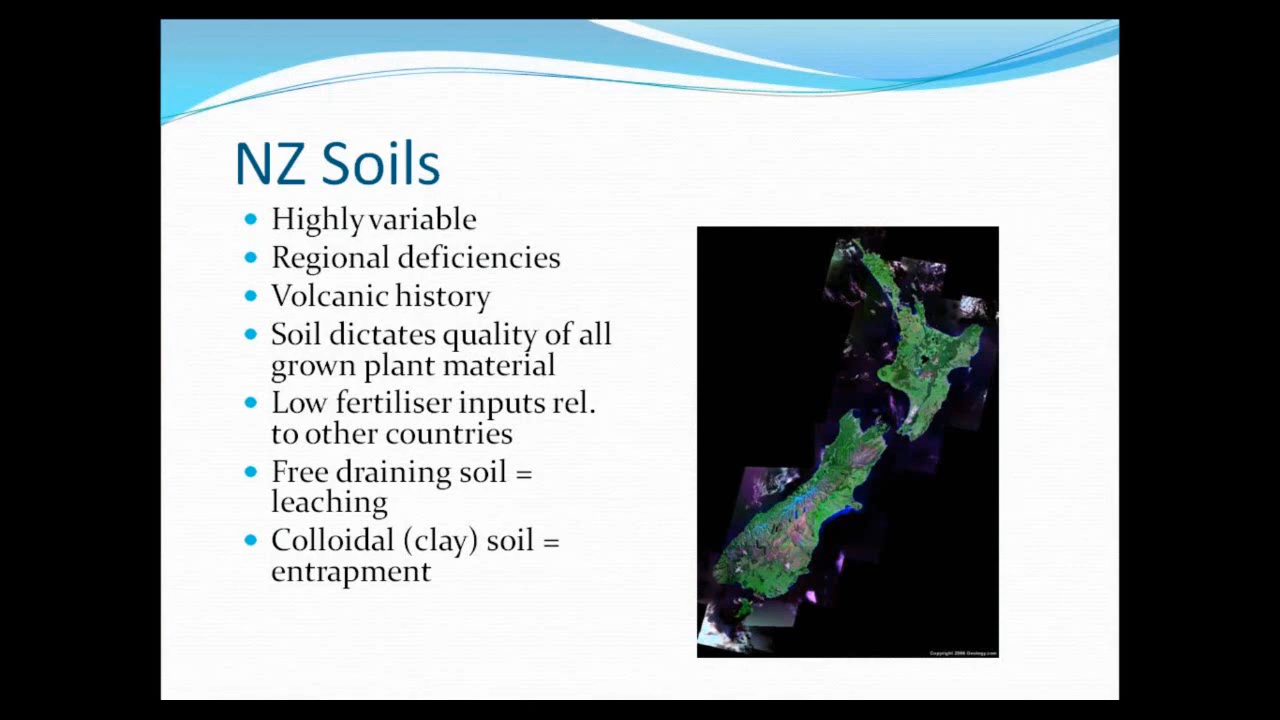 NZ Soils
Highly variable
Regional deficiencies
Volcanic history
Soil dictates quality of all
grown plant material
Low fertiliser inputs rel.
to other countries
Free draining soil =
leaching
Colloidal (clay) soil =
entrapment
Copyright 2006 Geology.com